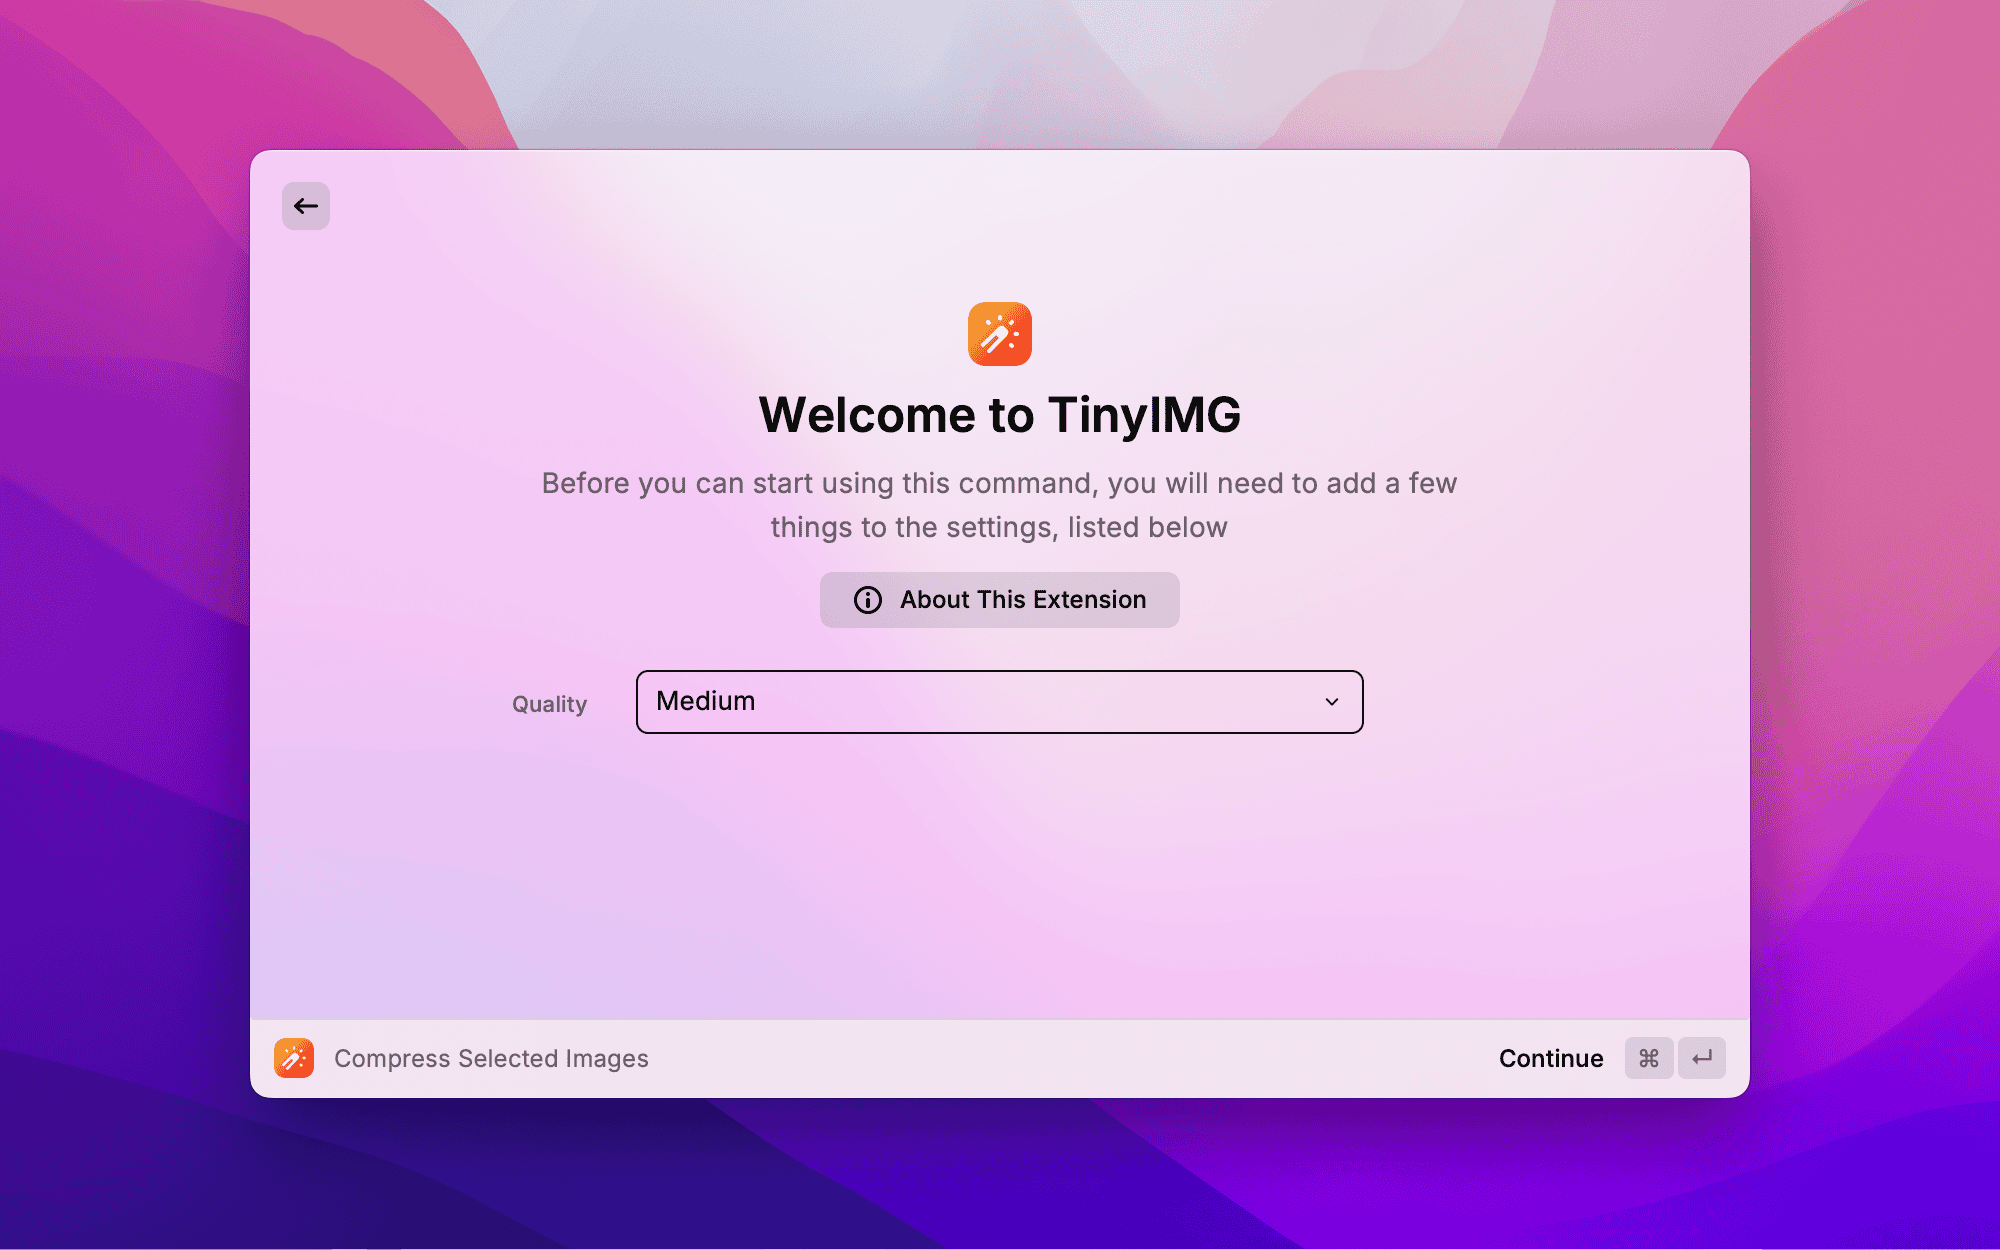 Welcome to TinyIMG
Before you can start using this command, you will need to add a few
things to the settings, listed below
About This Extension
Quality
Medium
Compress Selected Images
Continue ⌘ ↵